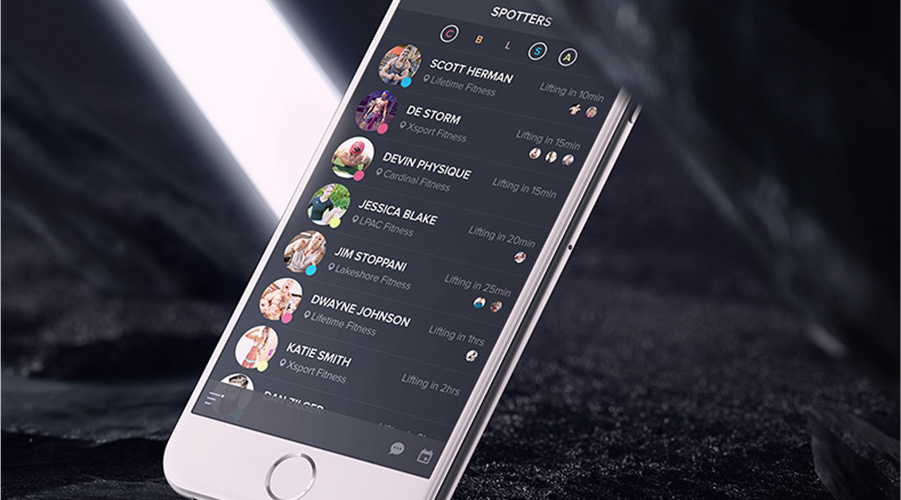 SPOTTERS
C B L S A
SCOTT HERMAN
Lifetime Fitness
Lifting in 10min
DE STORM
Xsport Fitness
Lifting in 15min
DEVIN PHYSIQUE
Cardinal Fitness
Lifting in 15min
JESSICA BLAKE
LPAC Fitness
Lifting in 20min
JIM STOPPANI
Lakeshore Fitness
Lifting in 25min
DWAYNE JOHNSON
Lifetime Fitness
Lifting in 1hrs
KATIE SMITH
Xsport Fitness
Lifting in 2hrs
DAN ZILGER